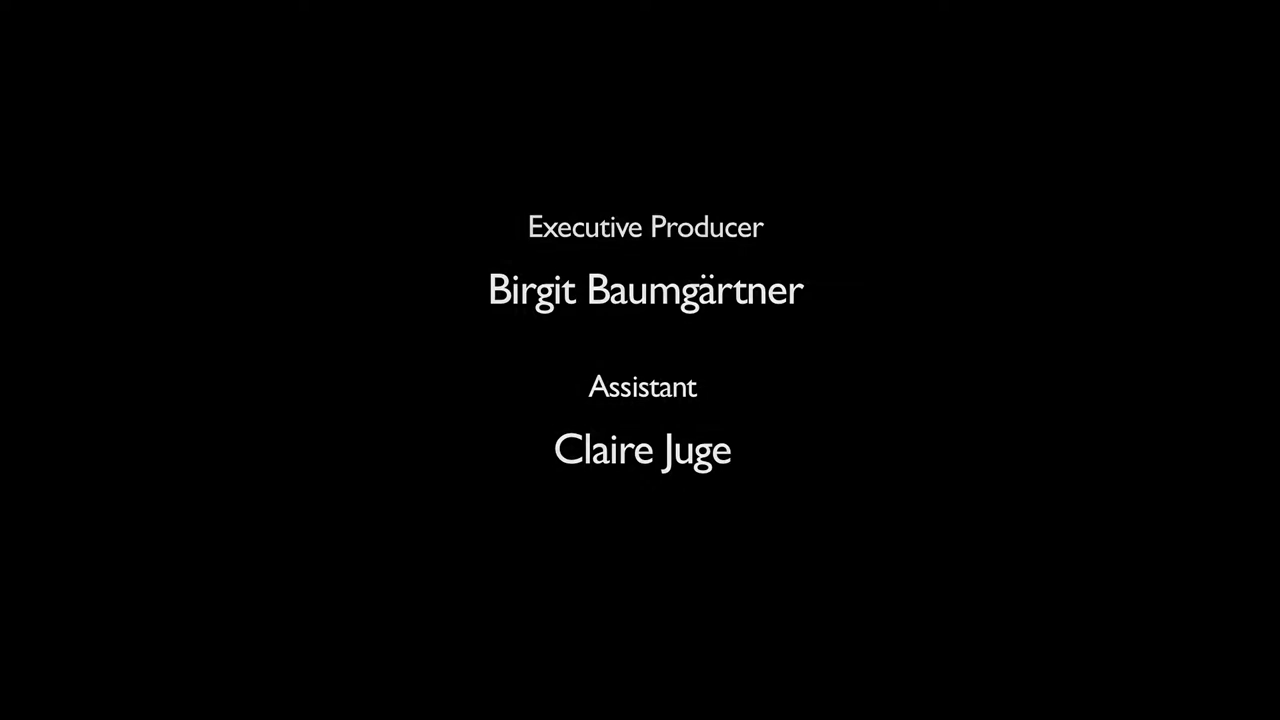 Executive Producer
Birgit Baumgärtner
Assistant
Claire Juge